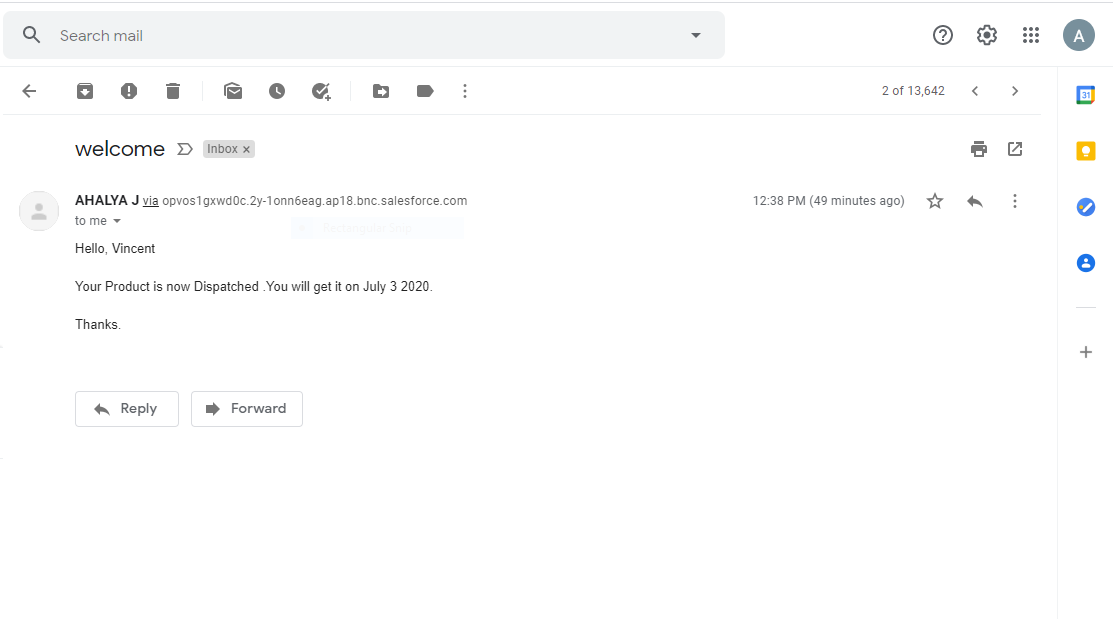 Search mail
A
2 of 13,642
31
welcome Inbox ×
AHALYA J via opvos1gxwd0c.2y-1onn6eag.ap18.bnc.salesforce.com 12:38 PM (49 minutes ago)
to me
Rectangular Snip
Hello, Vincent
Your Product is now Dispatched .You will get it on July 3 2020.
Thanks.
Reply Forward